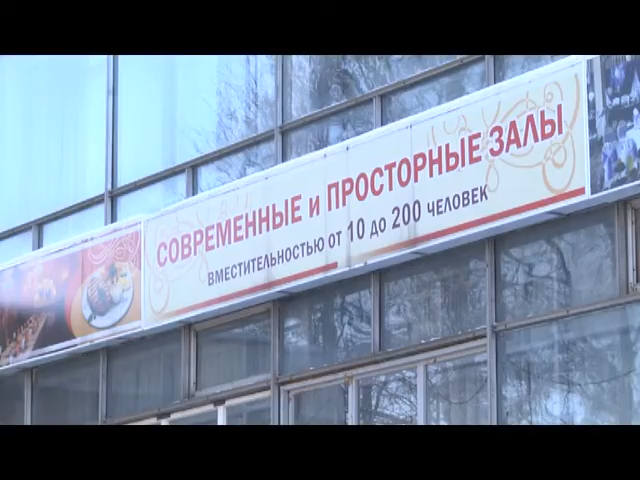 СОВРЕМЕННЫЕ и ПРОСТОРНЫЕ ЗАЛЫ
ВМЕСТИТЕЛЬНОСТЬЮ ОТ 10 ДО 200 ЧЕЛОВЕК